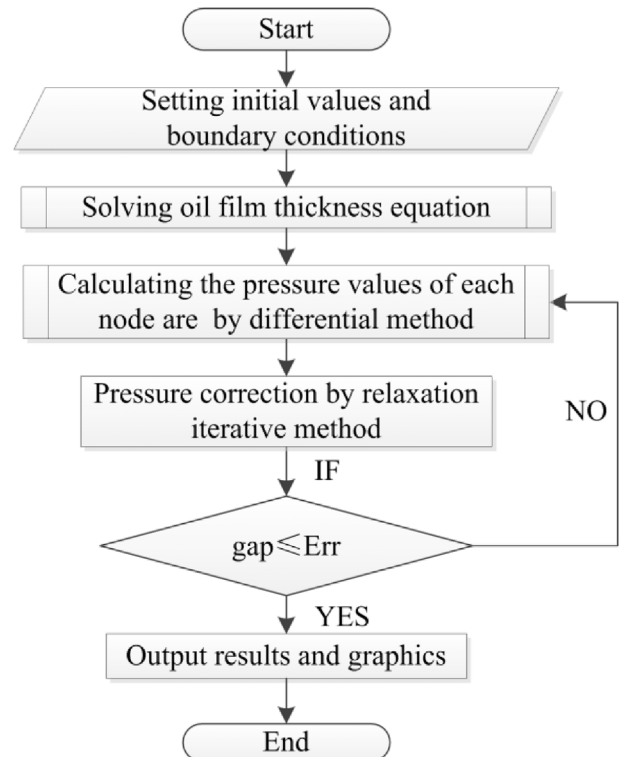 Start
Setting initial values and
boundary conditions
Solving oil film thickness equation
Calculating the pressure values of each
node are by differential method
Pressure correction by relaxation
iterative method
NO
IF
gap⩽Err
YES
Output results and graphics
End